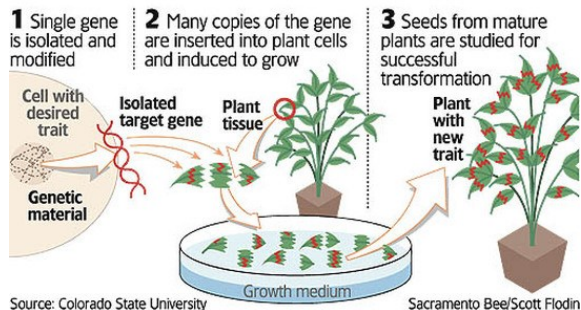 1 Single gene
is isolated and
modified
2 Many copies of the gene
are inserted into plant cells
and induced to grow
3 Seeds from mature
plants are studied for
successful
transformation
Cell with
desired
trait
Isolated
target gene
Plant
tissue
Plant
with
new
trait
Genetic
material
Growth medium
Source: Colorado State University
Sacramento Bee/Scott Flodin